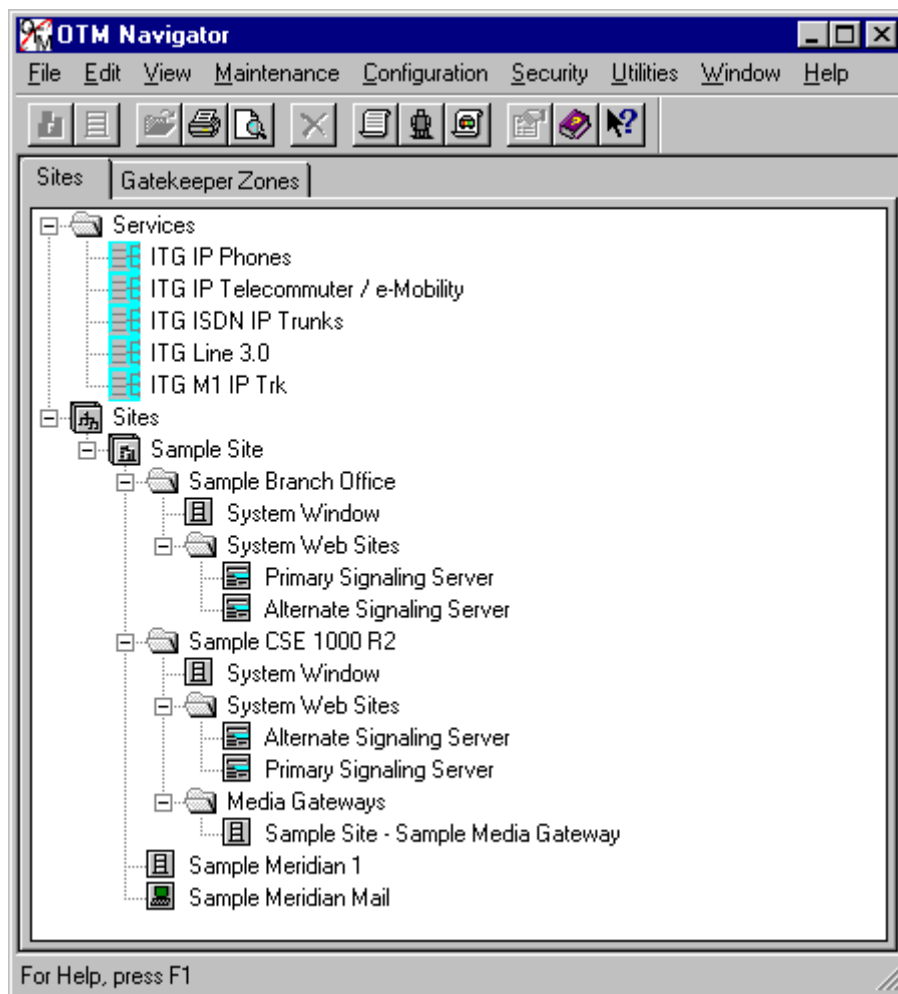 OTM Navigator
File Edit View Maintenance Configuration Security Utilities Window Help
Sites Gatekeeper Zones
Services
ITG IP Phones
ITG IP Telecommuter / e-Mobility
ITG ISDN IP Trunks
ITG Line 3.0
ITG M1 IP Trk
Sites
Sample Site
Sample Branch Office
System Window
System Web Sites
Primary Signaling Server
Alternate Signaling Server
Sample CSE 1000 R2
System Window
System Web Sites
Alternate Signaling Server
Primary Signaling Server
Media Gateways
Sample Site - Sample Media Gateway
Sample Meridian 1
Sample Meridian Mail
For Help, press F1